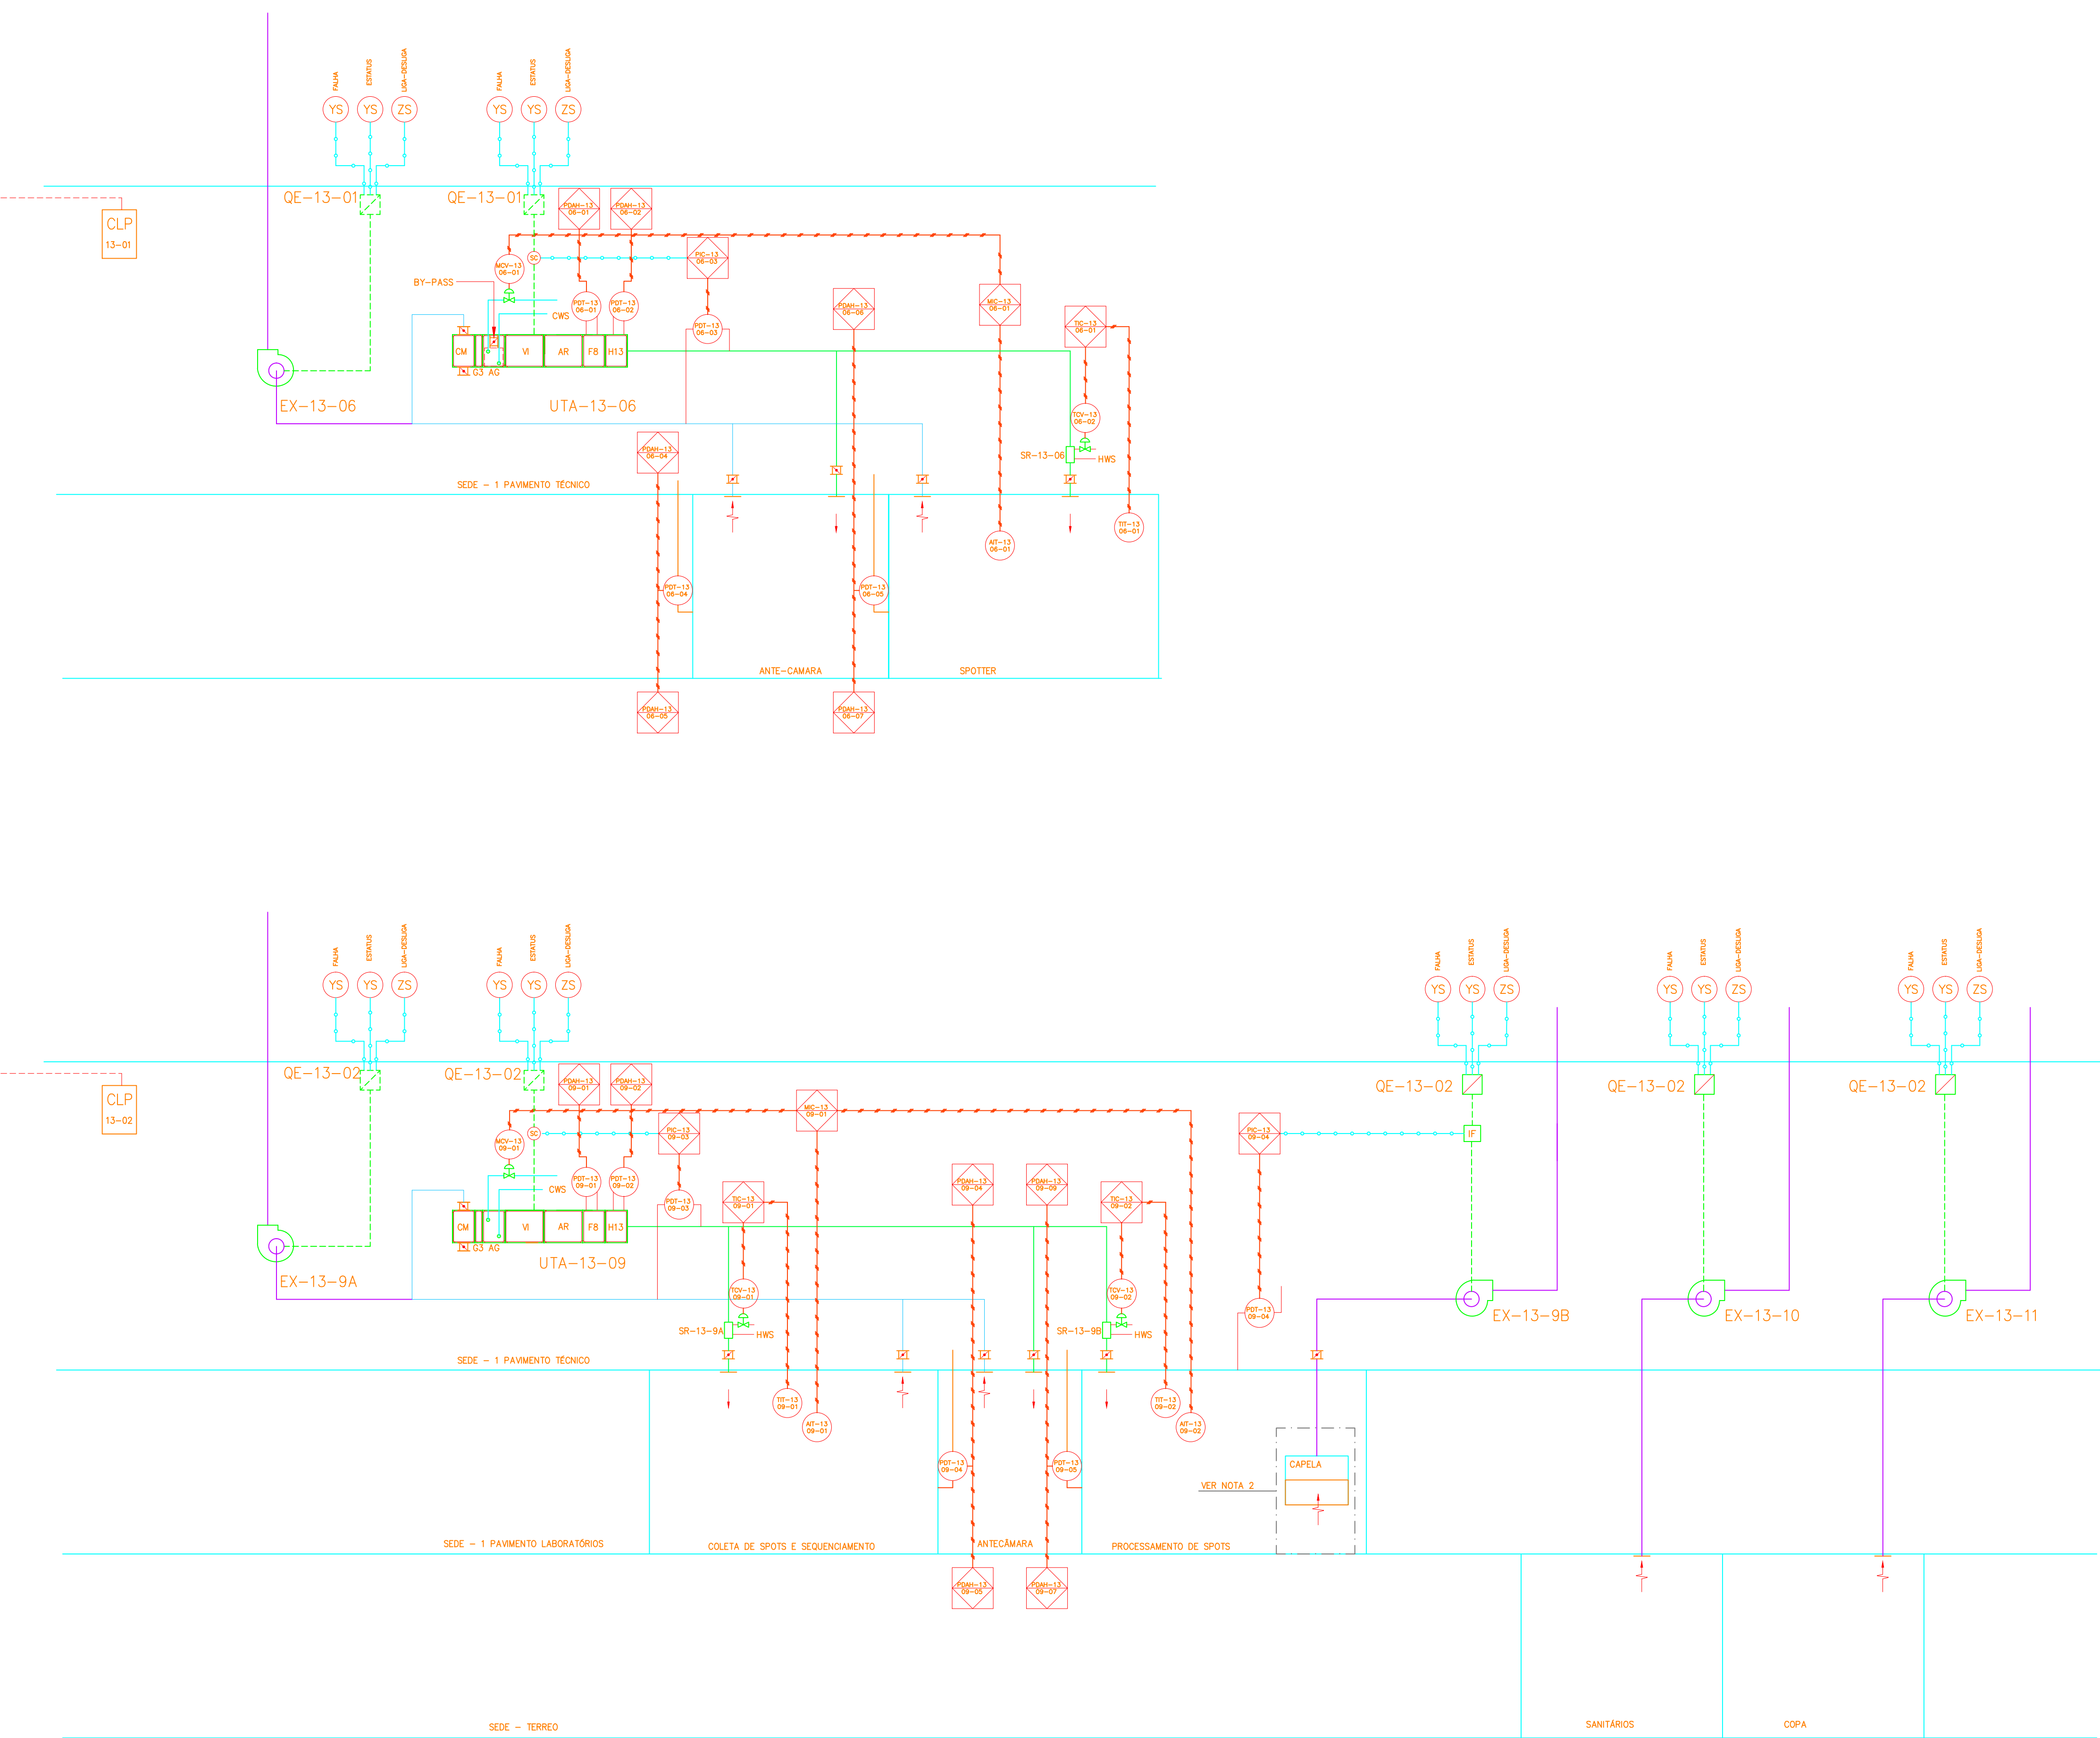 FALHA
ESTATUS
LIGA-DESLIGA
FALHA
ESTATUS
LIGA-DESLIGA
YS
YS
ZS
YS
YS
ZS
QE-13-01
QE-13-01
CLP
13-01
PDAH-13
06-01
PDAH-13
06-02
MCV-13
06-01
SC
PIC-13
06-03
BY-PASS
CWS
PDT-13
06-01
PDT-13
06-02
PDT-13
06-03
PDAH-13
06-06
MIC-13
06-01
TIC-13
06-01
CM
VI
AR
F8
H13
G3 AG
EX-13-06
UTA-13-06
TCV-13
06-02
PDAH-13
06-04
SR-13-06
HWS
SEDE - 1 PAVIMENTO TÉCNICO
TIT-13
06-01
AIT-13
06-01
PDT-13
06-04
PDT-13
06-05
ANTE-CAMARA
SPOTTER
PDAH-13
06-05
PDAH-13
06-07
FALHA
ESTATUS
LIGA-DESLIGA
FALHA
ESTATUS
LIGA-DESLIGA
FALHA
ESTATUS
LIGA-DESLIGA
FALHA
ESTATUS
LIGA-DESLIGA
FALHA
ESTATUS
LIGA-DESLIGA
YS
YS
ZS
YS
YS
ZS
YS
YS
ZS
YS
YS
ZS
YS
YS
ZS
QE-13-02
QE-13-02
QE-13-02
QE-13-02
QE-13-02
CLP
13-02
PDAH-13
09-01
PDAH-13
09-02
MIC-13
09-01
MCV-13
09-01
SC
PIC-13
09-03
PIC-13
09-04
IF
CWS
PDT-13
09-01
PDT-13
09-02
PDT-13
09-03
TIC-13
09-01
PDAH-13
09-04
PDAH-13
09-09
TIC-13
09-02
CM
VI
AR
F8
H13
G3 AG
UTA-13-09
EX-13-9A
TCV-13
09-01
TCV-13
09-02
PDT-13
09-04
EX-13-9B
EX-13-10
EX-13-11
SR-13-9A
HWS
SR-13-9B
HWS
SEDE - 1 PAVIMENTO TÉCNICO
TIT-13
09-01
AIT-13
09-01
TIT-13
09-02
AIT-13
09-02
PDT-13
09-04
PDT-13
09-05
CAPELA
VER NOTA 2
SEDE - 1 PAVIMENTO LABORATÓRIOS
COLETA DE SPOTS E SEQUENCIAMENTO
ANTECÂMARA
PROCESSAMENTO DE SPOTS
PDAH-13
09-05
PDAH-13
09-07
SEDE - TERREO
SANITÁRIOS
COPA